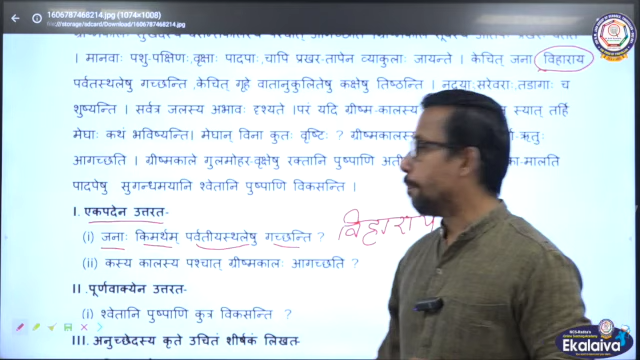 1606787468214.jpg (1074×1008)
file:///storage/sdcard/Download/1606787468214.jpg
। मानवाः पशु-पक्षिणः वृक्षाः पादपाः चापि प्रखर-तापेन व्याकुलाः जायन्ते । केचित् जनाः विहाराय
पर्वतस्थलेषु गच्छन्ति केचित् गृहे वातानुकुलितेषु कक्षेषु तिष्ठन्ति । नद्याः सरेवराः तडागाः च
शुष्यन्ति । सर्वत्र जलस्य अभावः दृश्यते । परं यदि ग्रीष्म-कालस्य स्यात् तर्हि
मेघाः कथं भविष्यन्ति। मेघान् विना कुतः वृष्टिः ? ग्रीष्मकालस्य ऋतुः
आगच्छति । ग्रीष्मकाले गुलमोहर-वृक्षेषु रक्तानि पुष्पाणि मालति
पादपेषु सुगन्धमयानि श्वेतानि पुष्पाणि विकसन्ति ।
I. एकपदेन उत्तरत-
(i) जनाः किमर्थम् पर्वतीयस्थलेषु गच्छन्ति ? विहाराय
(ii) कस्य कालस्य पश्चात् ग्रीष्मकालः आगच्छति ?
II .पूर्णवाक्येन उत्तरत-
(i) श्वेतानि पुष्पाणि कुत्र विकसन्ति ?
III. अनुच्छेदस्य कृते उचितं शीर्षकं लिखत-
Ekalaiva